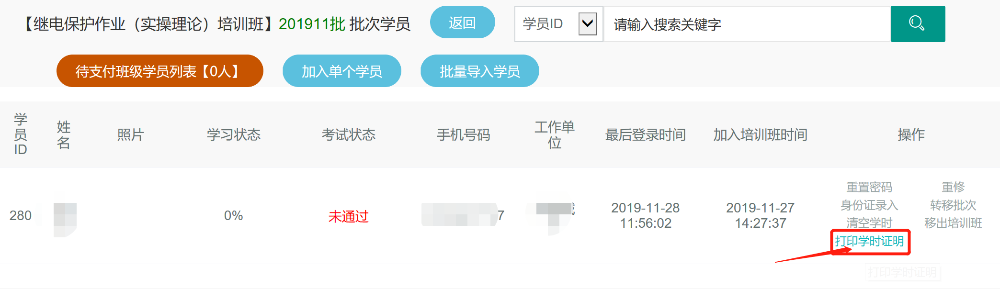 【继电保护作业（实操理论）培训班】201911批 批次学员
返回
学员ID
请输入搜索关键字
待支付班级学员列表【0人】
加入单个学员
批量导入学员
学员ID
姓名
照片
学习状态
考试状态
手机号码
工作单位
最后登录时间
加入培训班时间
操作
280
0%
未通过
7
2019-11-28
11:56:02
2019-11-27
14:27:37
重置密码
重修
身份证录入
转移批次
清空学时
移出培训班
打印学时证明
打印学时证明